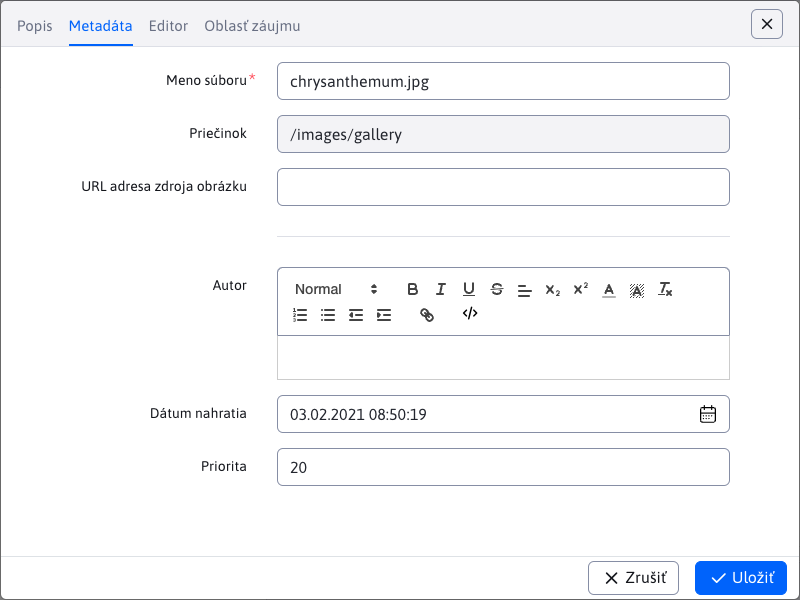 Popis Metadáta Editor Oblasť záujmu
Meno súboru* chrysanthemum.jpg
Priečinok /images/gallery
URL adresa zdroja obrázku
Autor Normal
Dátum nahratia 03.02.2021 08:50:19
Priorita 20
Zrušiť Uložiť